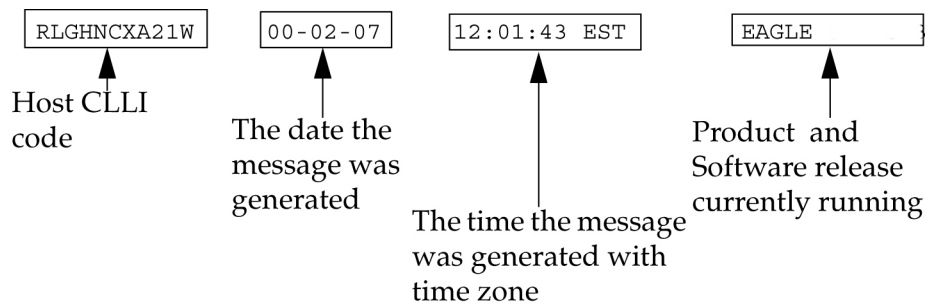 RLGHNCXA21W
00-02-07
12:01:43 EST
EAGLE
Host CLLI
code
The date the
message was
generated
The time the message
was generated with
time zone
Product and
Software release
currently running